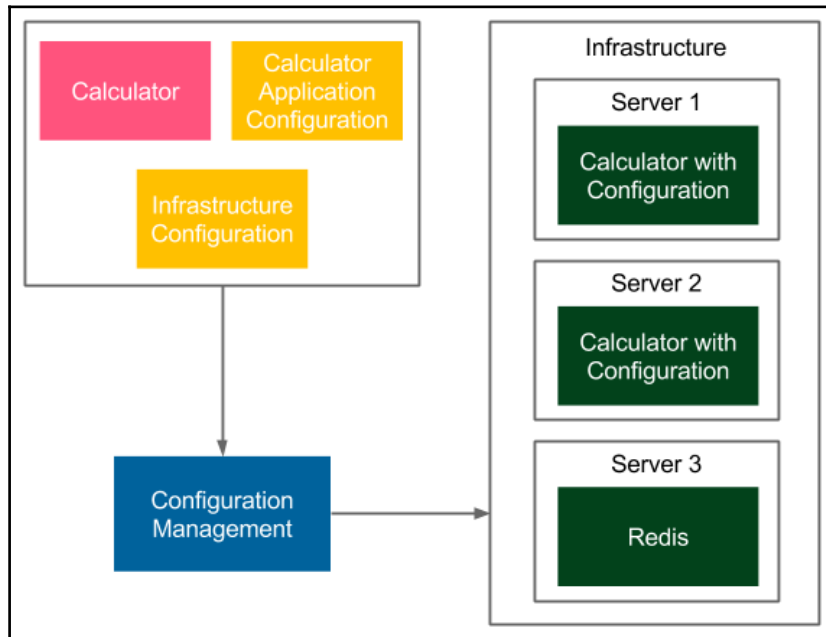 Calculator
Calculator
Application
Configuration
Infrastructure
Configuration
Configuration
Management
Infrastructure
Server 1
Calculator with
Configuration
Server 2
Calculator with
Configuration
Server 3
Redis